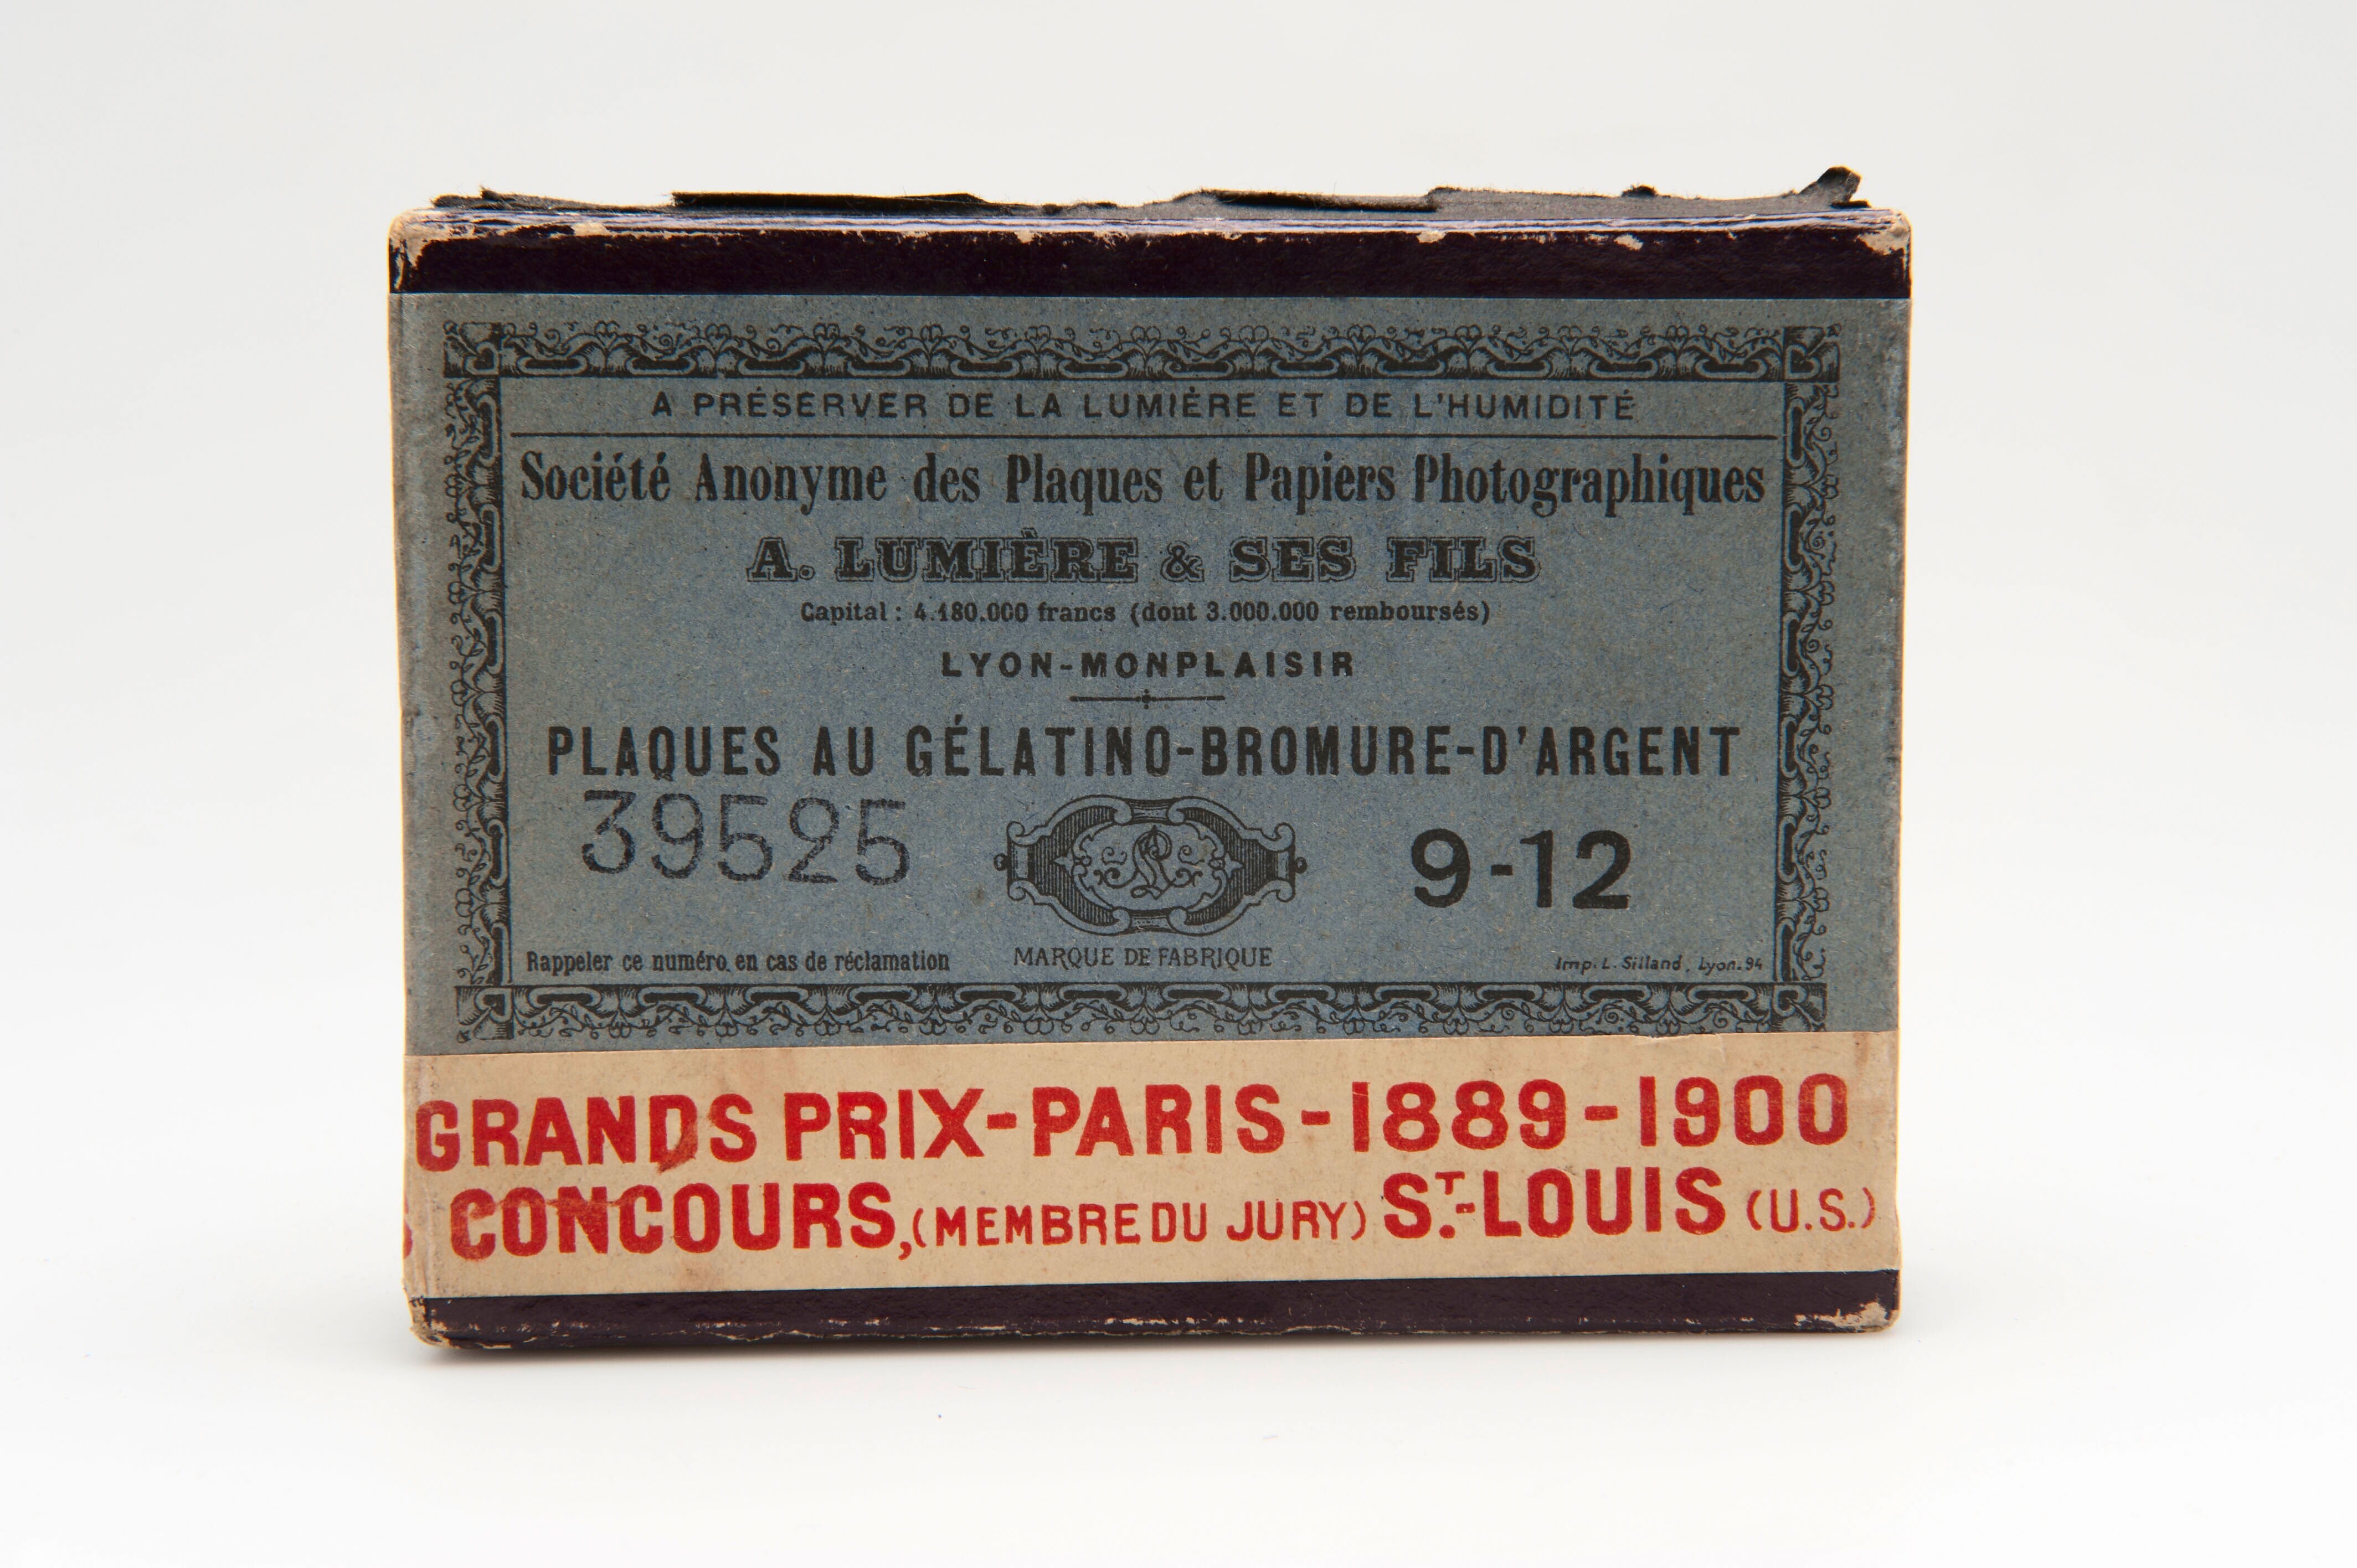 A PRÉSERVER DE LA LUMIÈRE ET DE L'HUMIDITÉ
Société Anonyme des Plaques et Papiers Photographiques
A. LUMIÈRE & SES FILS
Capital : 4.180.000 francs (dont 3.000.000 remboursés)
LYON-MONPLAISIR
PLAQUES AU GÉLATINO-BROMURE-D'ARGENT
39525 9-12
Rappeler ce numéro en cas de réclamation MARQUE DE FABRIQUE Imp. L. Silland, Lyon. 94
GRANDS PRIX-PARIS-1889-1900
CONCOURS, (MEMBRE DU JURY) ST.-LOUIS (U.S.)